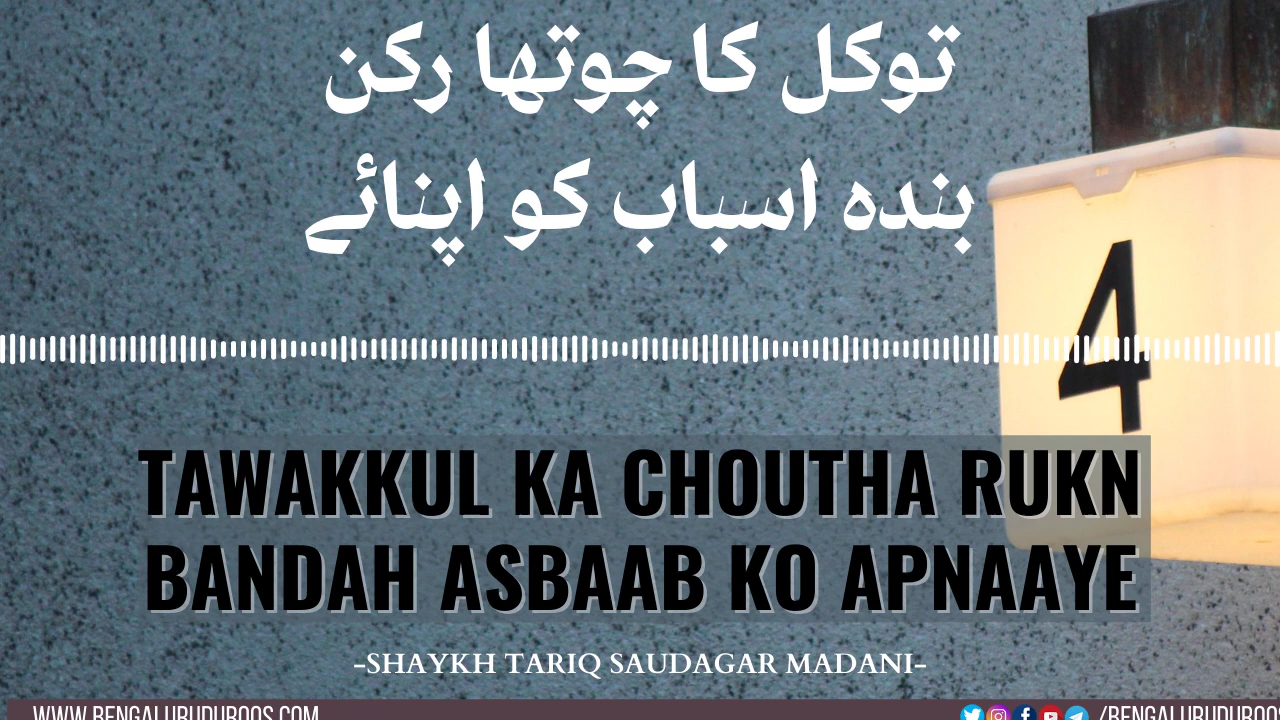 توکل کا چوتھا رکن
بندہ اسباب کو اپنائے
4
TAWAKKUL KA CHOUTHA RUKN
BANDAH ASBAAB KO APNAAYE
-SHAYKH TARIQ SAUDAGAR MADANI-
WWW.BENGALURUDUROOS.COM
/BENGALURUDUROOS